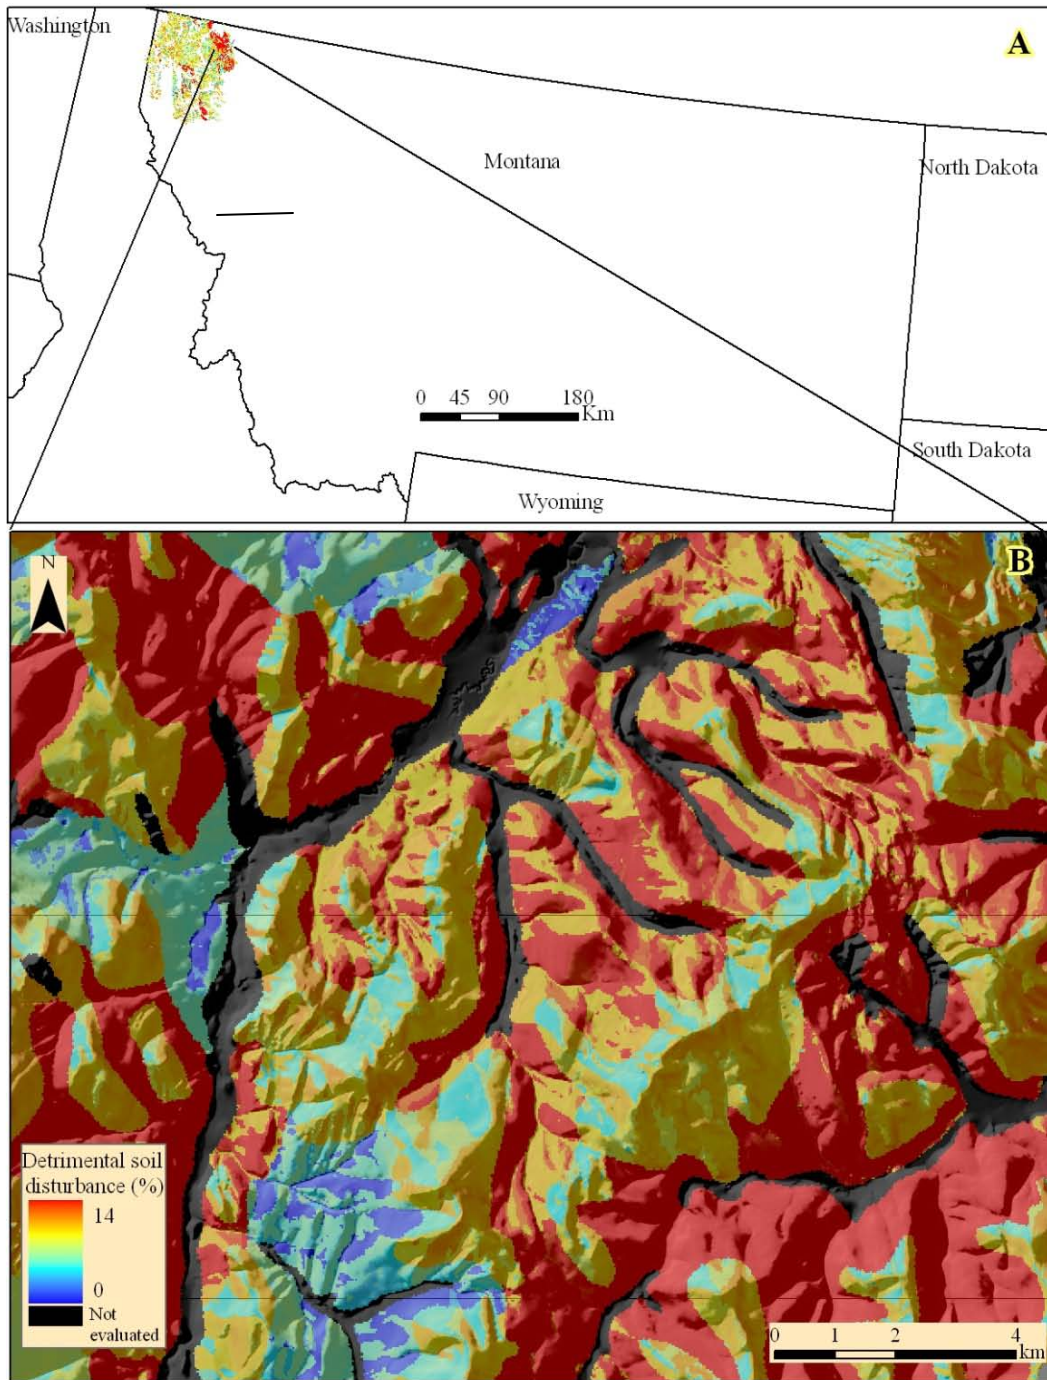 Washington
A
Montana
North Dakota
0 45 90 180
Km
South Dakota
Wyoming
B
N
Detrimental soil
disturbance (%)
14
0
Not
evaluated
0 1 2 4
km